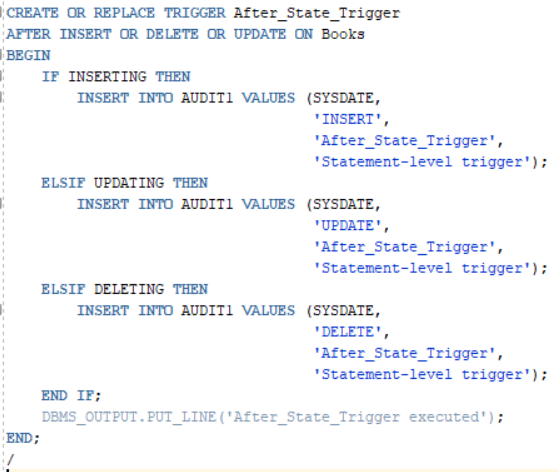 CREATE OR REPLACE TRIGGER After_State_Trigger
AFTER INSERT OR DELETE OR UPDATE ON Books
BEGIN
    IF INSERTING THEN
        INSERT INTO AUDIT1 VALUES (SYSDATE,
                                   'INSERT',
                                   'After_State_Trigger',
                                   'Statement-level trigger');
    ELSIF UPDATING THEN
        INSERT INTO AUDIT1 VALUES (SYSDATE,
                                   'UPDATE',
                                   'After_State_Trigger',
                                   'Statement-level trigger');
    ELSIF DELETING THEN
        INSERT INTO AUDIT1 VALUES (SYSDATE,
                                   'DELETE',
                                   'After_State_Trigger',
                                   'Statement-level trigger');
    END IF;
    DBMS_OUTPUT.PUT_LINE('After_State_Trigger executed');
END;
/